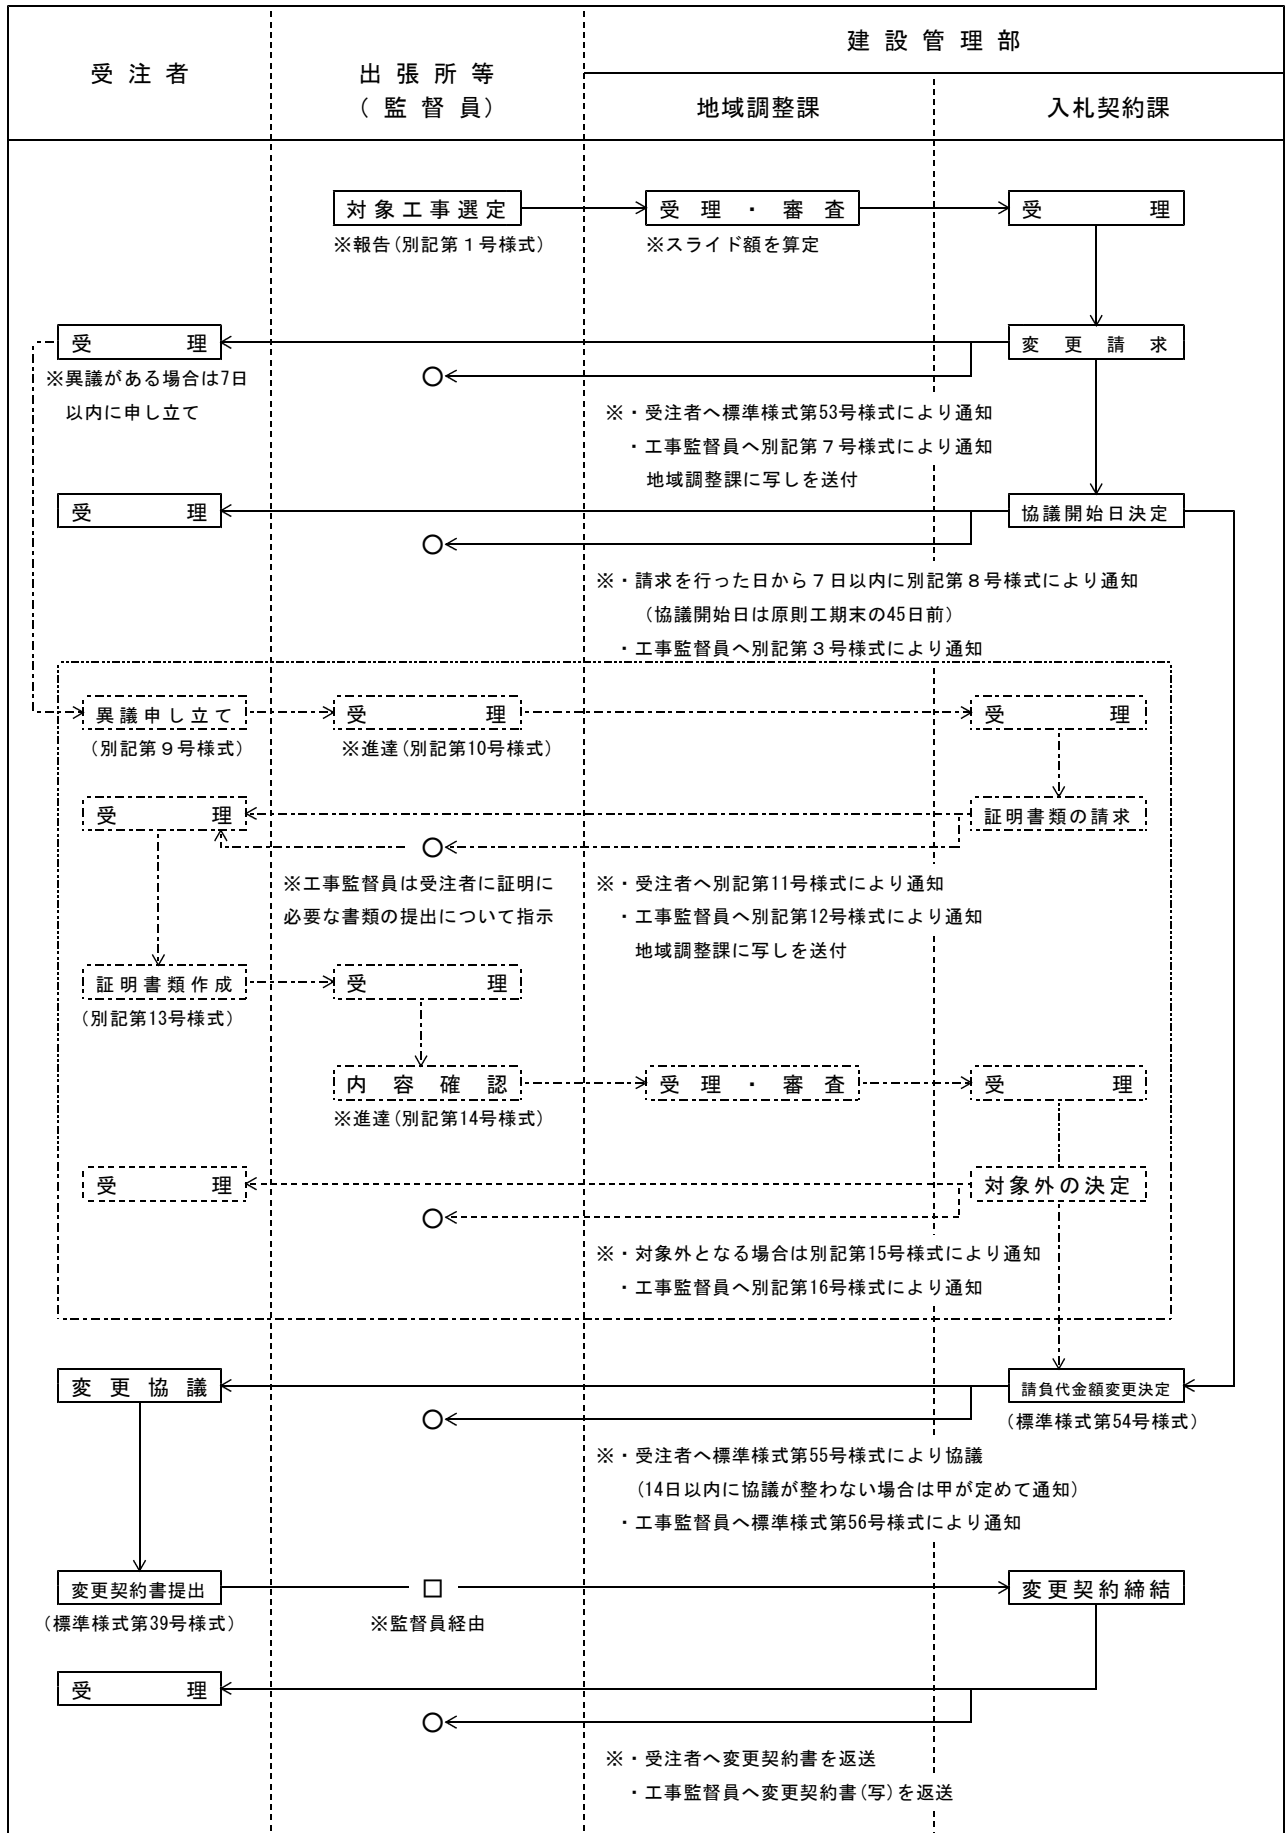 建設管理部
受注者
出張所等
(監督員)
地域調整課
入札契約課
対象工事選定
受理・審査
受理
※報告(別記第１号様式)
※スライド額を算定
受理
変更請求
※異議がある場合は7日
以内に申し立て
※・受注者へ標準様式第53号様式により通知
・工事監督員へ別記第７号様式により通知
地域調整課に写しを送付
受理
協議開始日決定
※・請求を行った日から７日以内に別記第８号様式により通知
(協議開始日は原則工期末の45日前)
・工事監督員へ別記第３号様式により通知
異議申し立て
受理
受理
(別記第９号様式)
※進達(別記第10号様式)
受理
証明書類の請求
※工事監督員は受注者に証明に
必要な書類の提出について指示
※・受注者へ別記第11号様式により通知
・工事監督員へ別記第12号様式により通知
地域調整課に写しを送付
証明書類作成
受理
(別記第13号様式)
内容確認
受理・審査
受理
※進達(別記第14号様式)
受理
対象外の決定
※・対象外となる場合は別記第15号様式により通知
・工事監督員へ別記第16号様式により通知
変更協議
請負代金額変更決定
(標準様式第54号様式)
※・受注者へ標準様式第55号様式により協議
(14日以内に協議が整わない場合は甲が定めて通知)
・工事監督員へ標準様式第56号様式により通知
変更契約書提出
変更契約締結
(標準様式第39号様式)
※監督員経由
受理
※・受注者へ変更契約書を返送
・工事監督員へ変更契約書(写)を返送